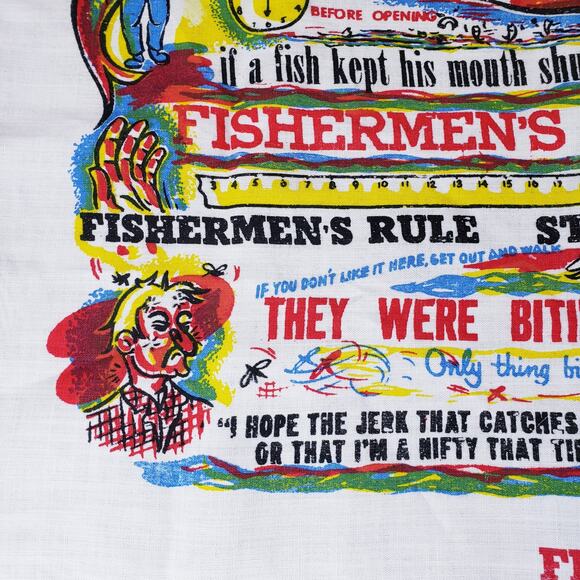 BEFORE OPENING
if a fish kept his mouth shu
FISHERMEN'S
3 4 5 6 7 8 9 10 11 12 13 14 15 16 17
FISHERMEN'S RULE ST
IF YOU DON'T LIKE IT HERE, GET OUT AND WALK
THEY WERE BITI
Only thing bi
"I HOPE THE JERK THAT CATCHES
OR THAT I'M A NIFTY THAT TH